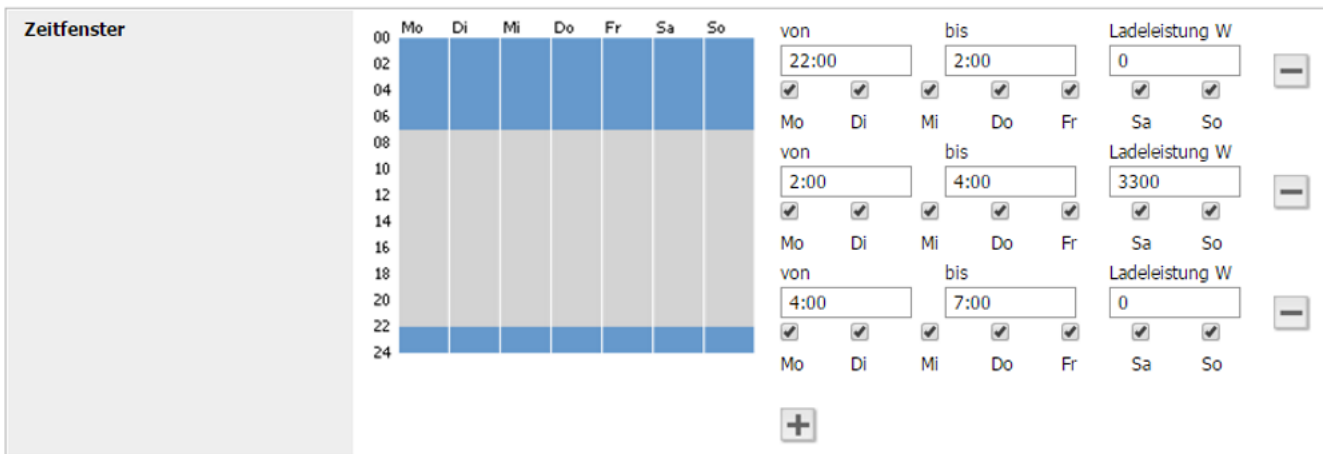 Zeitfenster
Mo Di Mi Do Fr Sa So
00
02
04
06
08
10
12
14
16
18
20
22
24
von bis Ladeleistung W
22:00 2:00 0
Mo Di Mi Do Fr Sa So
von bis Ladeleistung W
2:00 4:00 3300
Mo Di Mi Do Fr Sa So
von bis Ladeleistung W
4:00 7:00 0
Mo Di Mi Do Fr Sa So